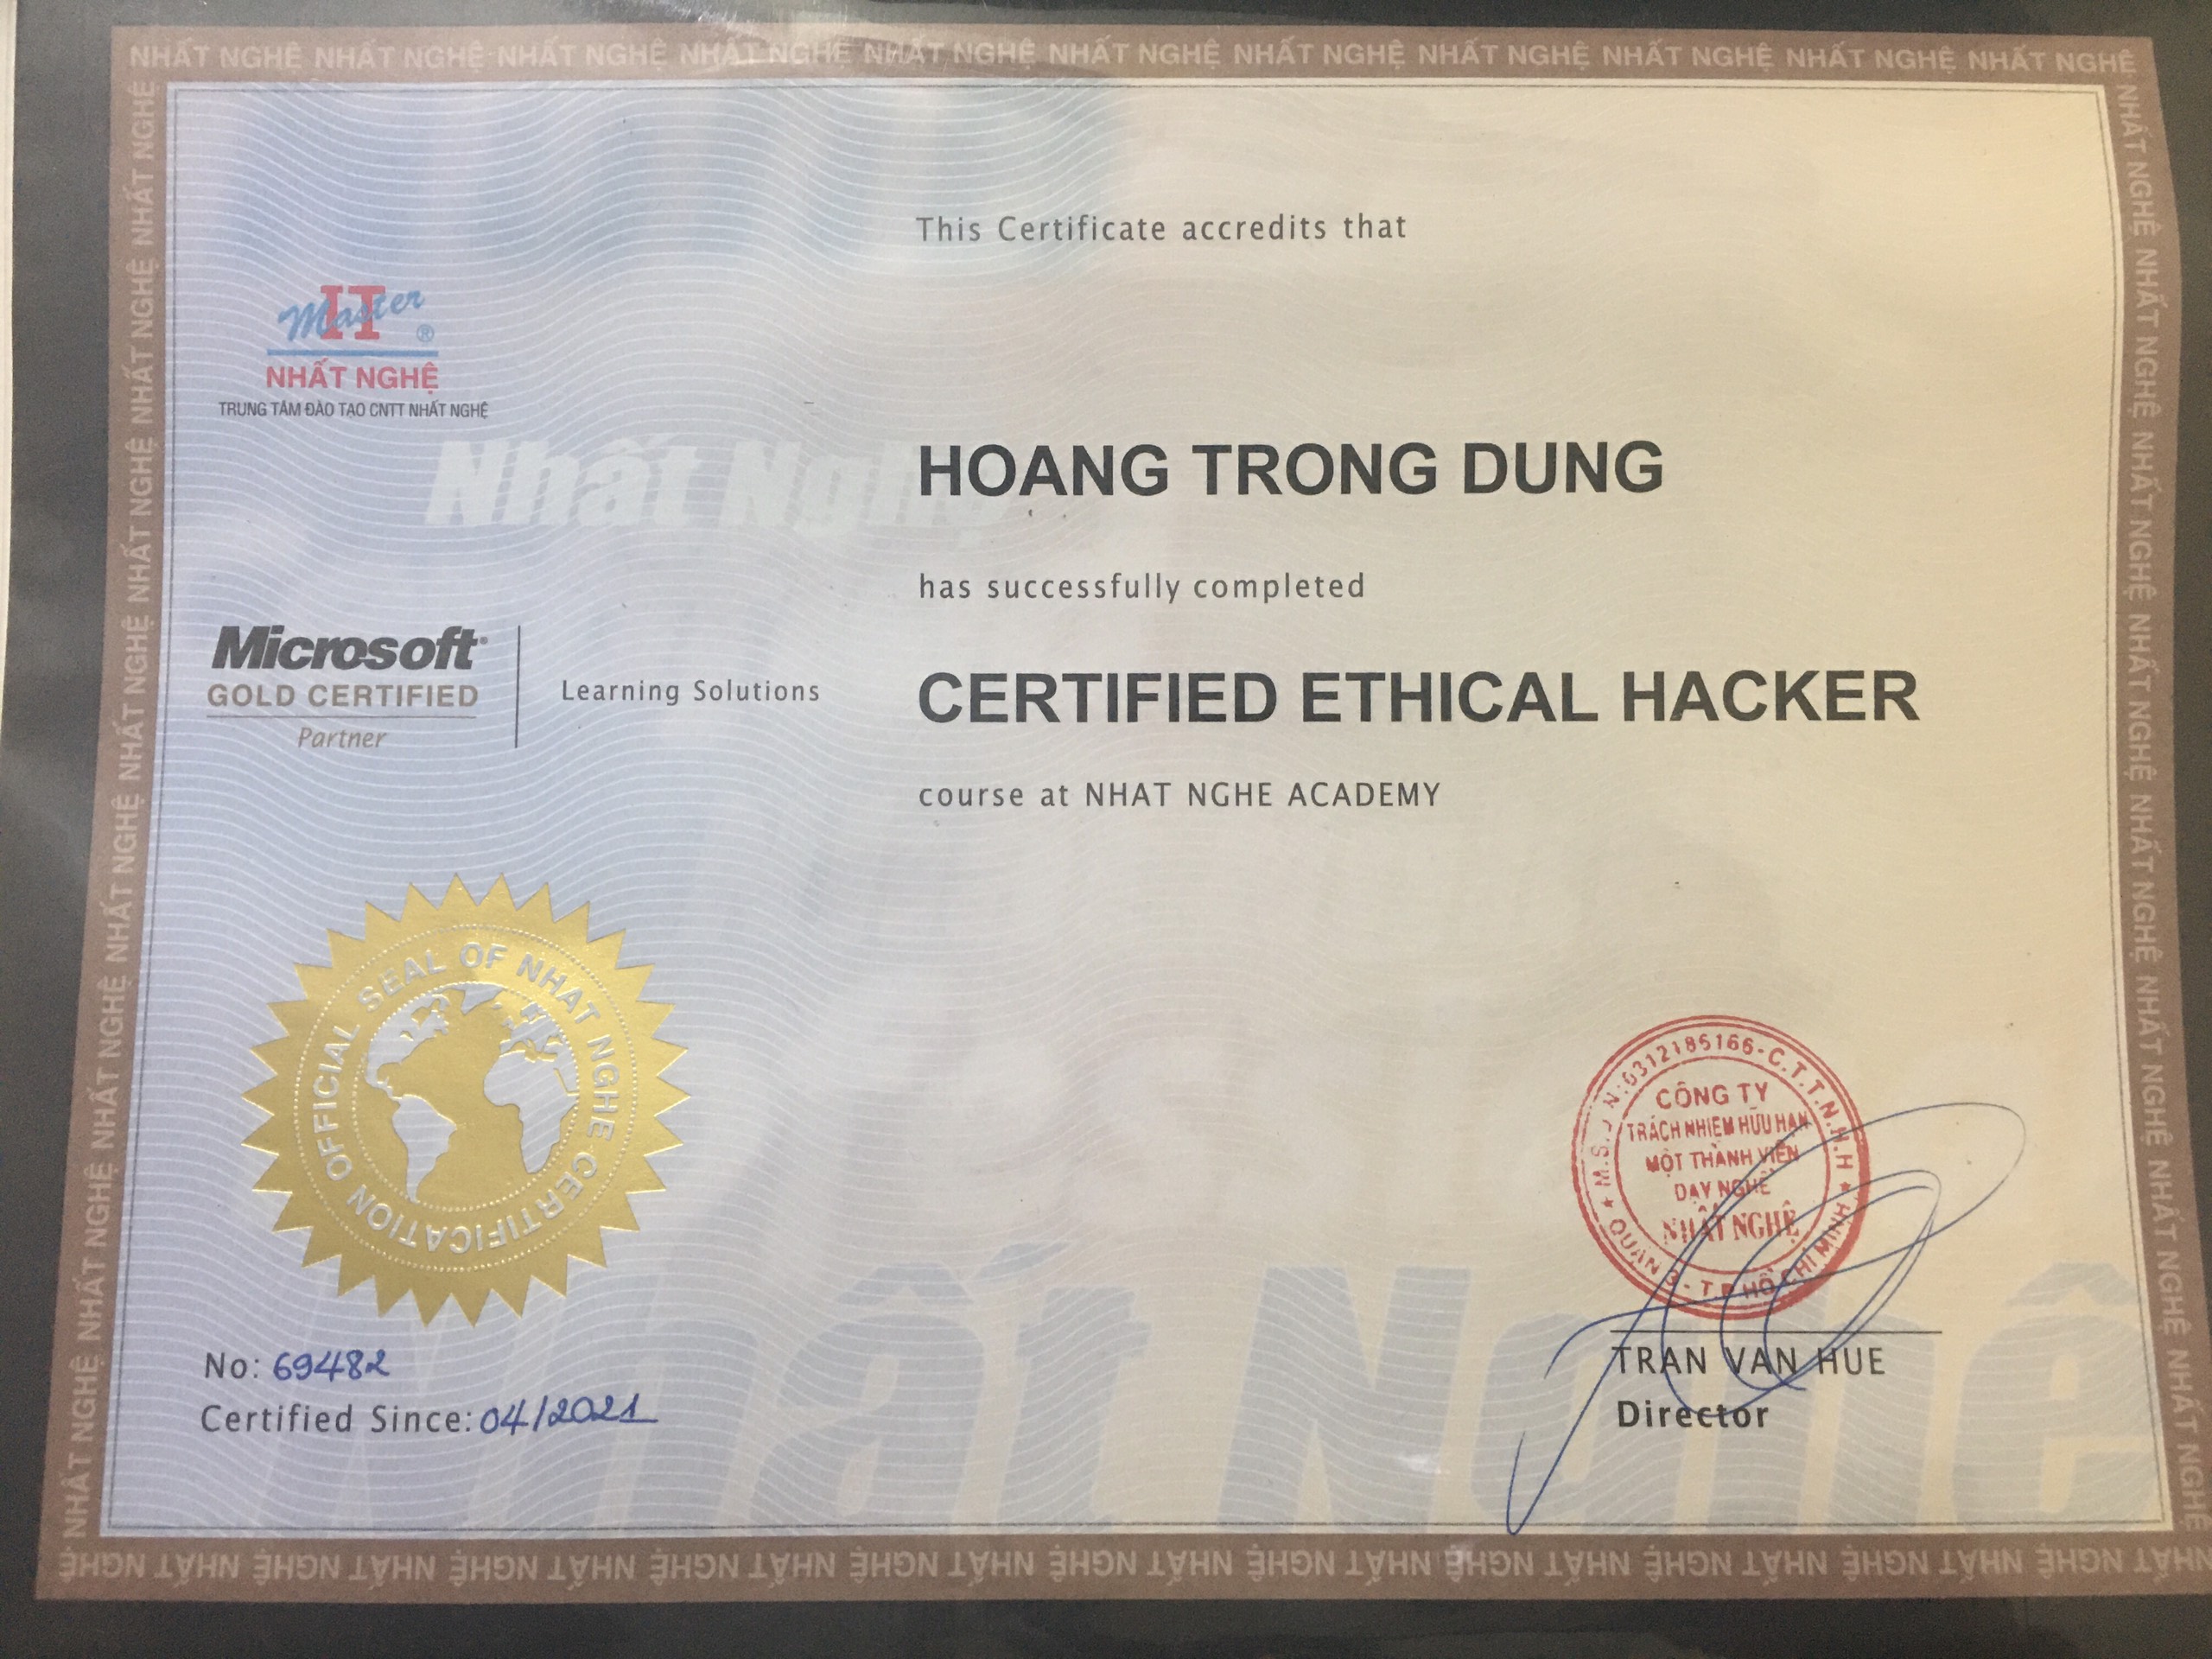 NHẤT NGHỆ NHẤT NGHỆ NHẤT NGHỆ NHẤT NGHỆ NHẤT NGHỆ NHẤT NGHỆ NHẤT NGHỆ NHẤT NGHỆ NHẤT NGHỆ NHẤT NGHỆ NHẤT NGHỆ
This Certificate accredits that
IT Master ®
NHẤT NGHỆ
TRUNG TÂM ĐÀO TẠO CNTT NHẤT NGHỆ
Nhất Nghệ
HOANG TRONG DUNG
has successfully completed
Microsoft
GOLD CERTIFIED
Partner
Learning Solutions
CERTIFIED ETHICAL HACKER
course at NHAT NGHE ACADEMY
OFFICIAL SEAL OF NHAT NGHE CERTIFICATION
0312186166-C.T.T.N.H.H
CÔNG TY
TRÁCH NHIỆM HỮU HẠN
MỘT THÀNH VIÊN
DẠY NGHỀ
NHẤT NGHỆ
QUẬN 3 - T.P HỒ CHÍ MINH
No: 69482
Certified Since: 04/2021
TRAN VAN HUE
Director
Nhất Nghệ
NHẤT NGHỆ NHẤT NGHỆ NHẤT NGHỆ NHẤT NGHỆ NHẤT NGHỆ NHẤT NGHỆ NHẤT NGHỆ NHẤT NGHỆ NHẤT NGHỆ NHẤT NGHỆ